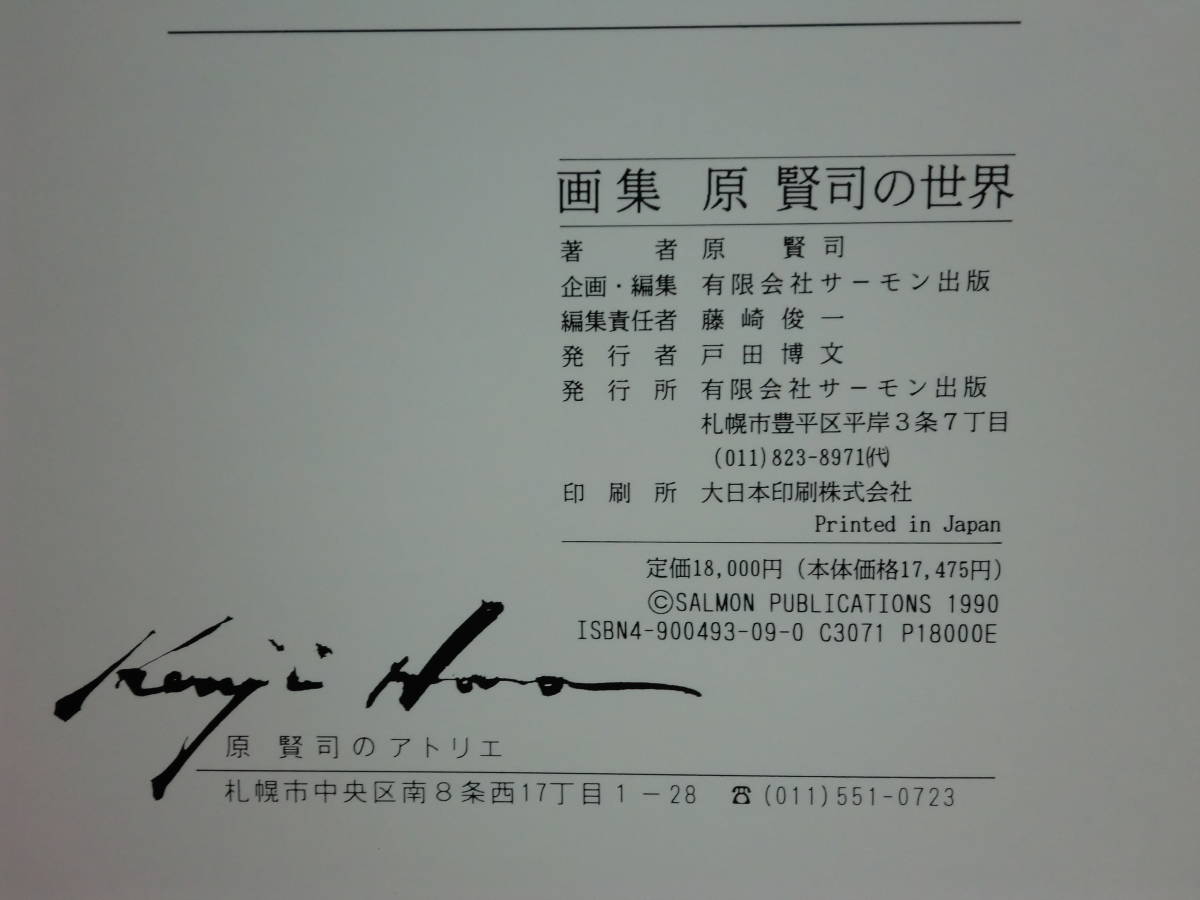 画集 原 賢司の世界
著 者 原 賢 司
企画・編集 有限会社サーモン出版
編集責任者 藤 崎 俊 一
発 行 者 戸 田 博 文
発 行 所 有限会社サーモン出版
札幌市豊平区平岸3条7丁目
(011)823-8971㈹
印 刷 所 大日本印刷株式会社
Printed in Japan
定価18,000円(本体価格17,475円)
©SALMON PUBLICATIONS 1990
ISBN4-900493-09-0 C3071 P18000E
Kenji Hara
原 賢司のアトリエ
札幌市中央区南8条西17丁目1-28 ☎(011)551-0723